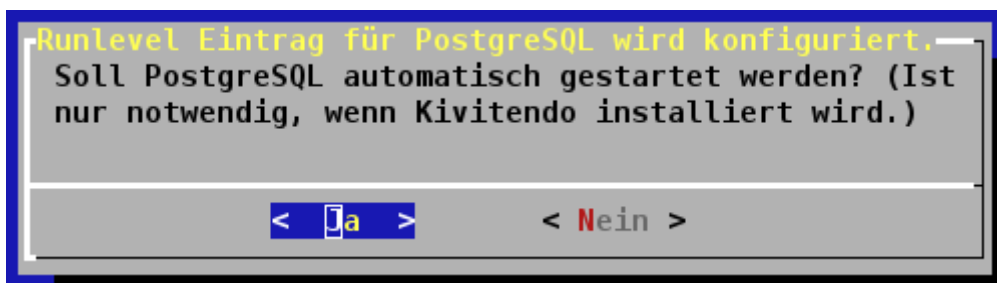 Runlevel Eintrag für PostgreSQL wird konfiguriert.
Soll PostgreSQL automatisch gestartet werden? (Ist
nur notwendig, wenn Kivitendo installiert wird.)
< Ja > < Nein >